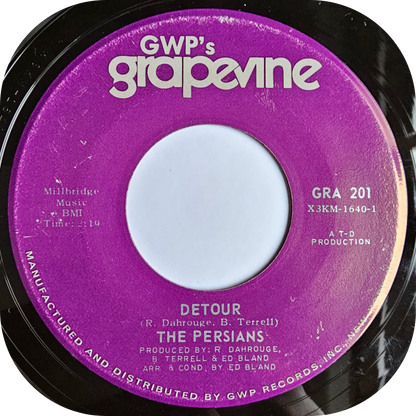 GWP's
grapevine
Millbridge
Music
BMI
Time: 2:19
GRA 201
X3KM-1640-1
A T-D
PRODUCTION
DETOUR
(R. Dahrouge, B. Terrell)
THE PERSIANS
PRODUCED BY: R. DAHROUGE,
B. TERRELL & ED BLAND
ARR. & COND. BY ED BLAND
MANUFACTURED AND DISTRIBUTED BY GWP RECORDS, INC., NEW